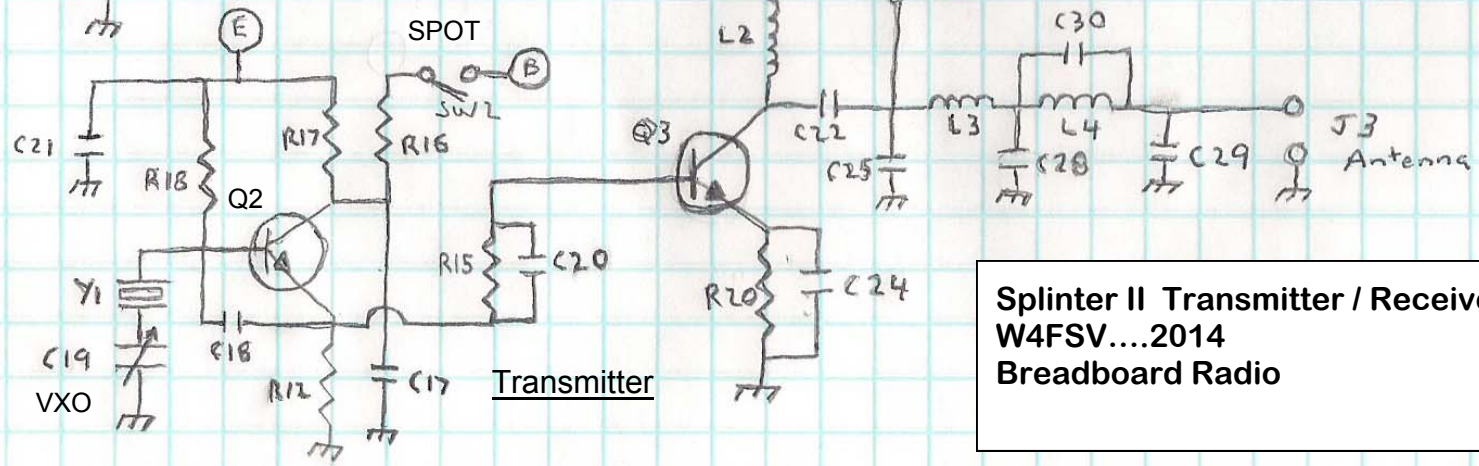 E
SPOT
B
SW2
L2
C30
C21
R18
R17
R16
Q2
Q3
C22
L3
L4
J3
Antenna
C25
C28
C29
Y1
C18
R15
C20
R20
C24
C19
VXO
R12
C17
Transmitter
Splinter II Transmitter / Receive
W4FSV....2014
Breadboard Radio